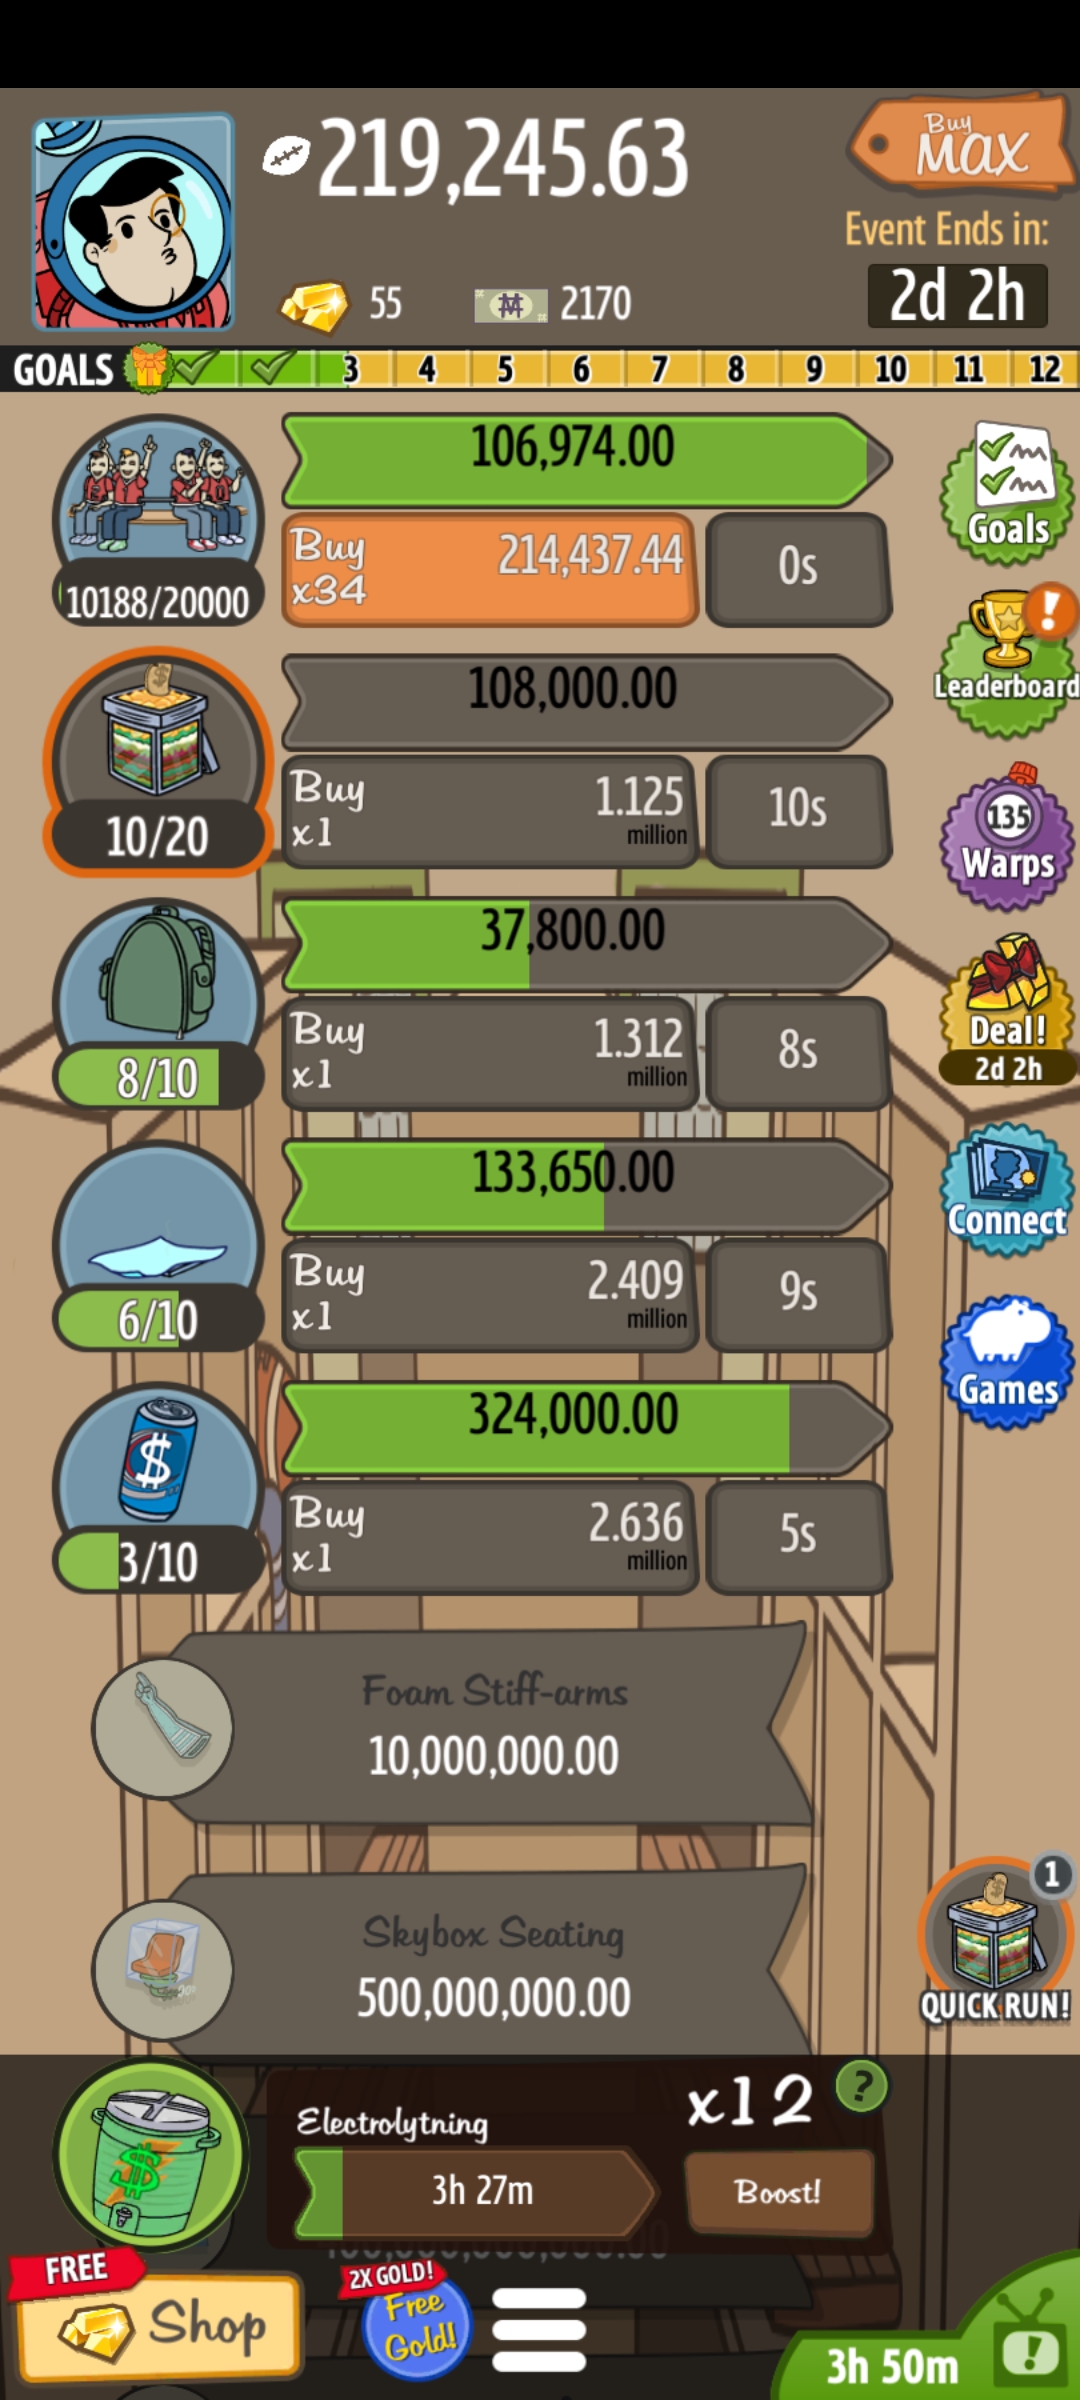 219,245.63
Buy
MAX
Event Ends in:
2d 2h
55
2170
GOALS 3 4 5 6 7 8 9 10 11 12
106,974.00
Buy
x34
214,437.44
0s
10188/20000
Goals
Leaderboard
108,000.00
Buy
x1
1.125
million
10s
10/20
135
Warps
37,800.00
Buy
x1
1.312
million
8s
8/10
Deal!
2d 2h
133,650.00
Buy
x1
2.409
million
9s
6/10
Connect
Games
324,000.00
Buy
x1
2.636
million
5s
3/10
Foam Stiff-arms
10,000,000.00
Skybox Seating
500,000,000.00
1
QUICK RUN!
Electrolytning
3h 27m
x12
?
Boost!
FREE
Shop
2X GOLD!
Free
Gold!
3h 50m